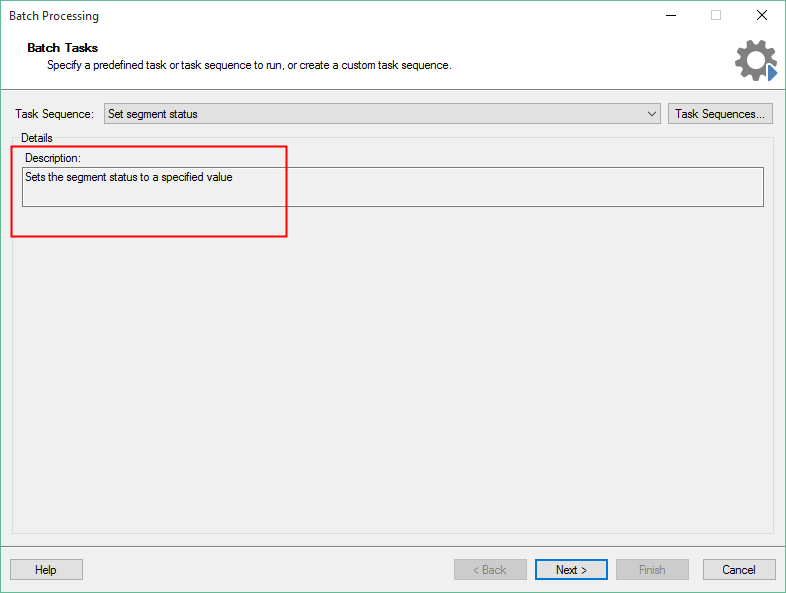 Batch Processing
Batch Tasks
Specify a predefined task or task sequence to run, or create a custom task sequence.
Task Sequence: Set segment status Task Sequences...
Details
Description:
Sets the segment status to a specified value
Help < Back Next > Finish Cancel